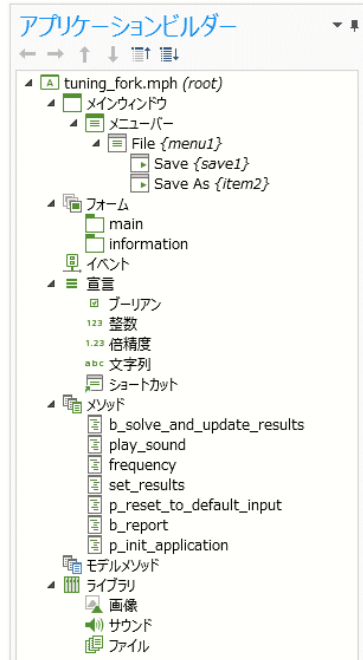 アプリケーションビルダー
tuning_fork.mph (root)
メインウィンドウ
メニューバー
File {menu1}
Save {save1}
Save As {item2}
フォーム
main
information
イベント
宣言
ブーリアン
123 整数
1.23 倍精度
abc 文字列
ショートカット
メソッド
b_solve_and_update_results
play_sound
frequency
set_results
p_reset_to_default_input
b_report
p_init_application
モデルメソッド
ライブラリ
画像
サウンド
ファイル